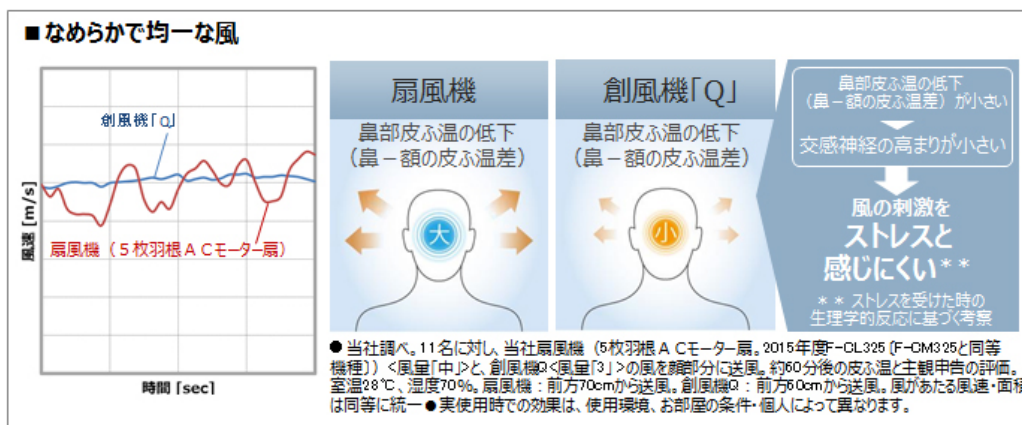 ■なめらかで均一な風
創風機「Q」
扇風機（５枚羽根ＡＣモーター扇）
風速 [m/s]
時間 [sec]
扇風機
鼻部皮ふ温の低下
（鼻－額の皮ふ温差）
大
創風機「Q」
鼻部皮ふ温の低下
（鼻－額の皮ふ温差）
小
鼻部皮ふ温の低下
（鼻－額の皮ふ温差）が小さい
交感神経の高まりが小さい
風の刺激を
ストレスと
感じにくい＊＊
＊＊ ストレスを受けた時の
生理学的反応に基づく考察
●当社調べ。11名に対し、当社扇風機（5枚羽根ＡＣモーター扇。2015年度F-CL325〔F-CM325と同等
機種〕）＜風量「中」＞と、創風機Q＜風量「3」＞の風を顔部分に送風。約60分後の皮ふ温と主観申告の評価。
室温28℃、湿度70％。扇風機：前方70cmから送風。創風機Q：前方60cmから送風。風があたる風速・面積
は同等に統一●実使用時での効果は、使用環境、お部屋の条件・個人によって異なります。